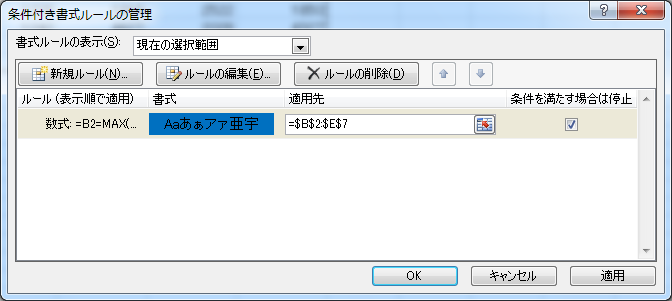 条件付き書式ルールの管理
書式ルールの表示(S): 現在の選択範囲
新規ルール(N)... ルールの編集(E)... ルールの削除(D)
ルール (表示順で適用) 書式 適用先 条件を満たす場合は停止
数式: =B2=MAX(... Aaあぁアァ亜宇 =$B$2:$E$7
OK キャンセル 適用